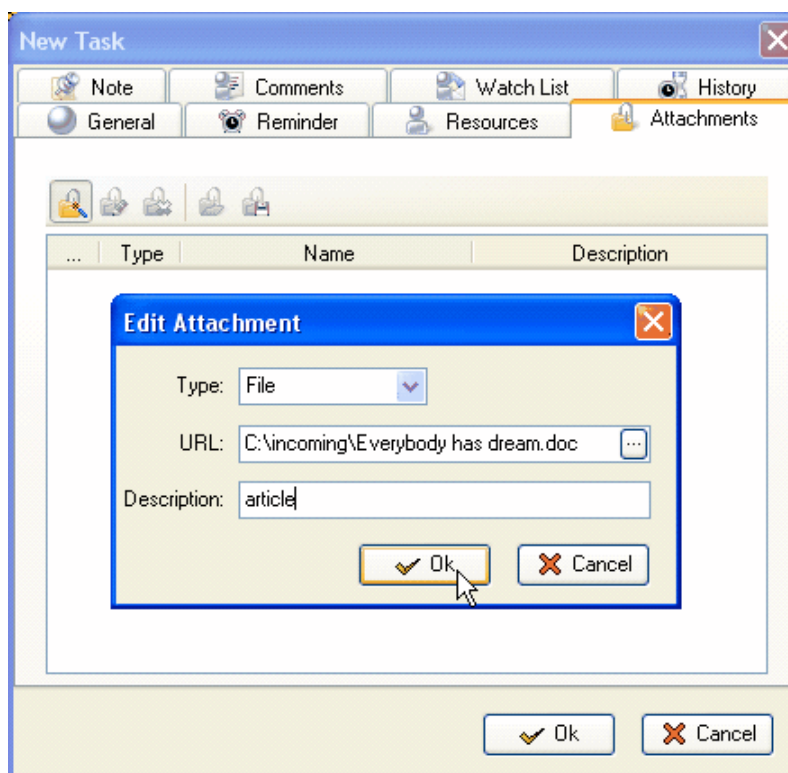 New Task
Note Comments Watch List History
General Reminder Resources Attachments
... Type Name Description
Edit Attachment
Type: File
URL: C:\incoming\Everybody has dream.doc ...
Description: article
Ok Cancel
Ok Cancel